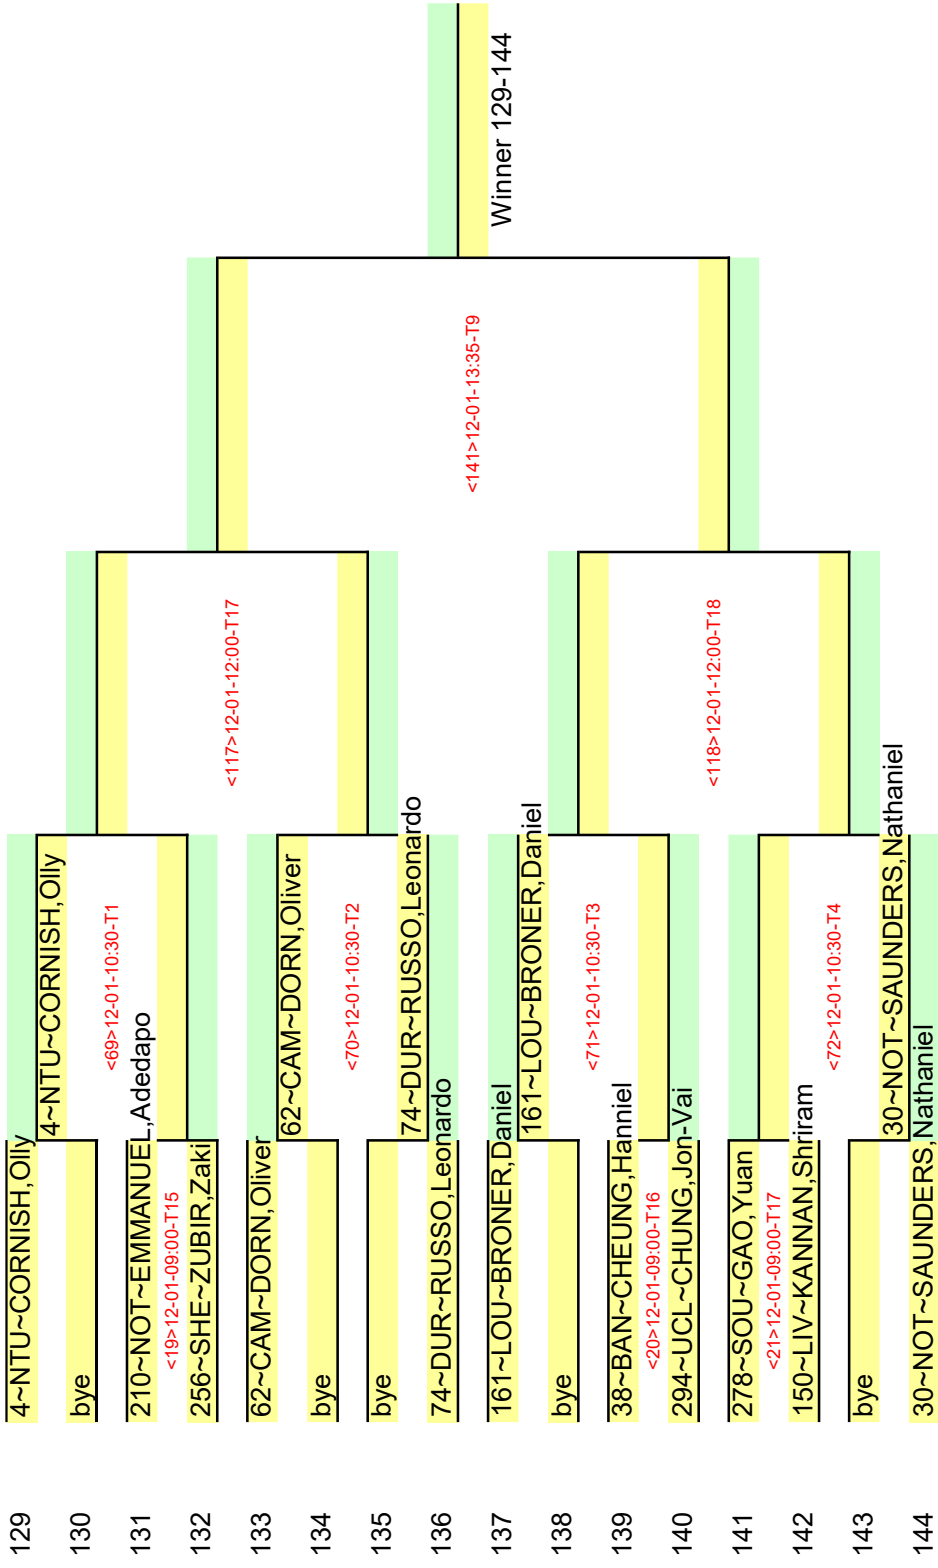 129
4~NTU~CORNISH,Olly
4~NTU~CORNISH,Olly
130
bye
<69>12-01-10:30-T1
131
210~NOT~EMMANUEL,Adedapo
<19>12-01-09:00-T15
132
256~SHE~ZUBIR,Zaki
<117>12-01-12:00-T17
133
62~CAM~DORN,Oliver
62~CAM~DORN,Oliver
134
bye
<70>12-01-10:30-T2
135
bye
74~DUR~RUSSO,Leonardo
136
74~DUR~RUSSO,Leonardo
<141>12-01-13:35-T9
Winner 129-144
137
161~LOU~BRONER,Daniel
161~LOU~BRONER,Daniel
138
bye
<71>12-01-10:30-T3
139
38~BAN~CHEUNG,Hanniel
<20>12-01-09:00-T16
140
294~UCL~CHUNG,Jon-Vai
<118>12-01-12:00-T18
141
278~SOU~GAO,Yuan
<21>12-01-09:00-T17
142
150~LIV~KANNAN,Shriram
<72>12-01-10:30-T4
143
bye
30~NOT~SAUNDERS,Nathaniel
144
30~NOT~SAUNDERS,Nathaniel